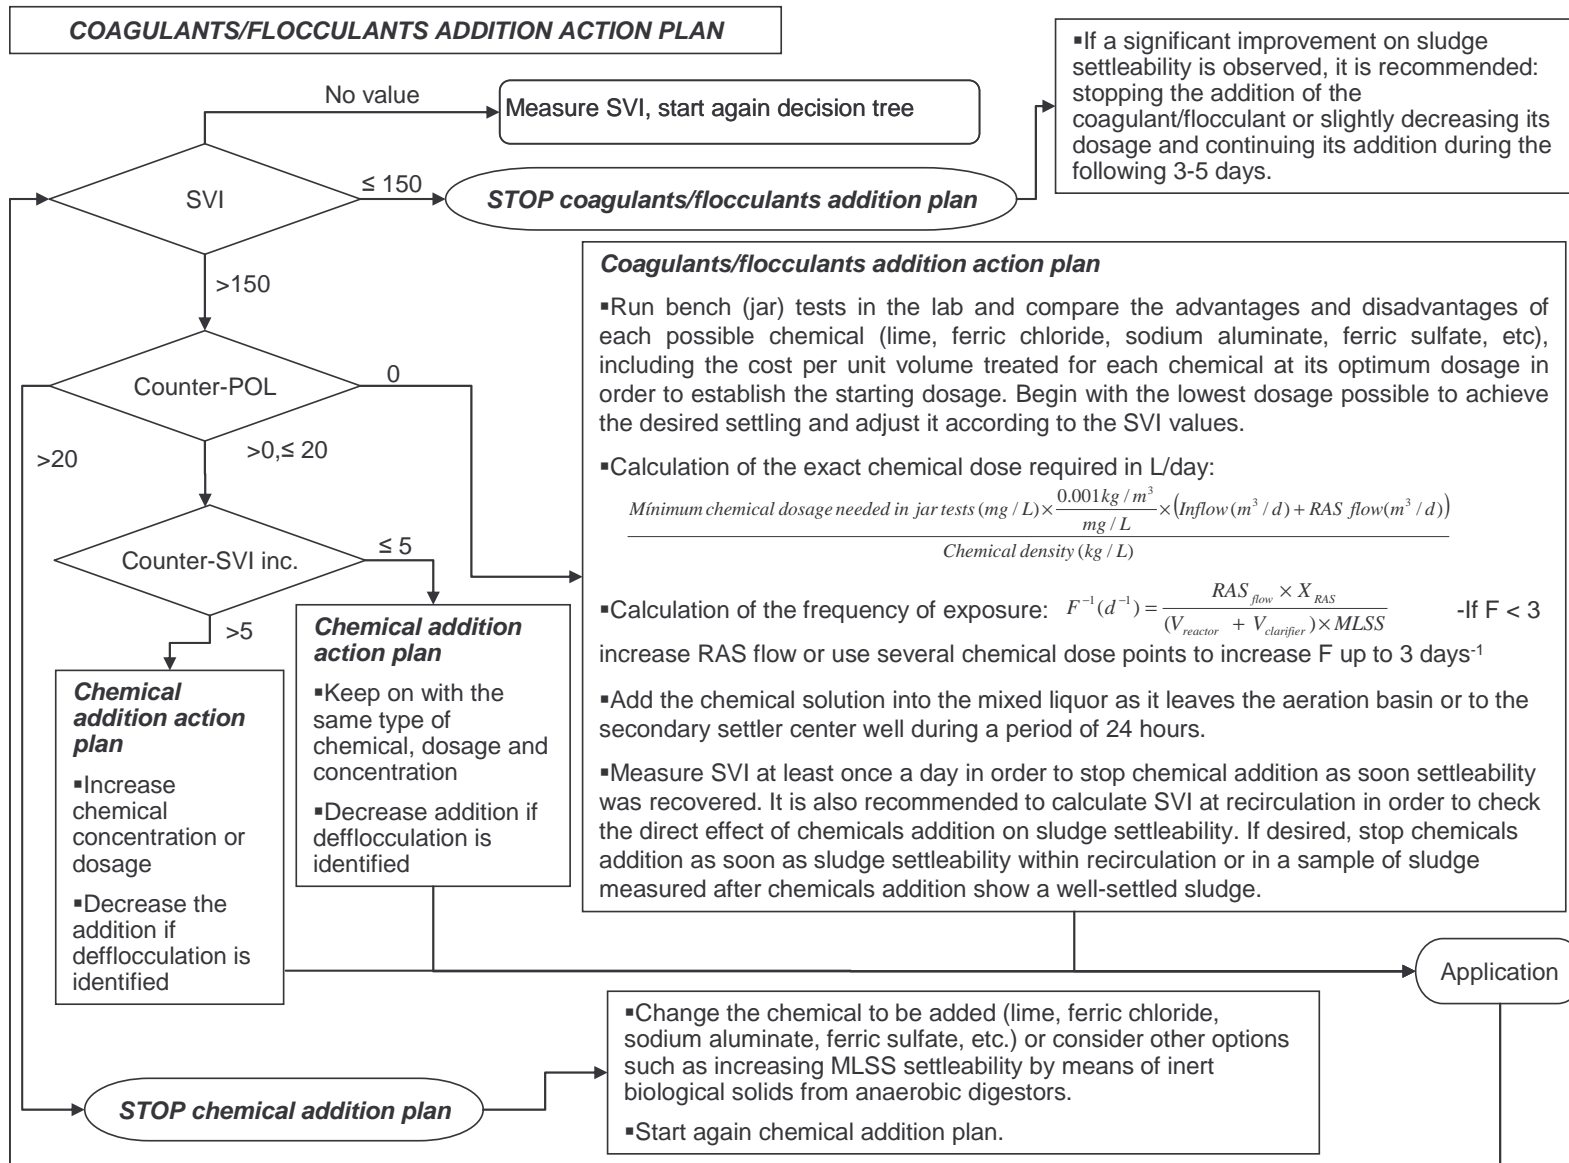 COAGULANTS/FLOCCULANTS ADDITION ACTION PLAN
▪If a significant improvement on sludge
settleability is observed, it is recommended:
stopping the addition of the
coagulant/flocculant or slightly decreasing its
dosage and continuing its addition during the
following 3-5 days.
No value
Measure SVI, start again decision tree
SVI
≤ 150
STOP coagulants/flocculants addition plan
>150
Counter-POL
0
>20
>0,≤ 20
Counter-SVI inc.
≤ 5
>5
Coagulants/flocculants addition action plan
▪Run bench (jar) tests in the lab and compare the advantages and disadvantages of
each possible chemical (lime, ferric chloride, sodium aluminate, ferric sulfate, etc),
including the cost per unit volume treated for each chemical at its optimum dosage in
order to establish the starting dosage. Begin with the lowest dosage possible to achieve
the desired settling and adjust it according to the SVI values.
▪Calculation of the exact chemical dose required in L/day:
Mínimum chemical dosage needed in jar tests (mg / L) × 0.001kg / m³ / mg / L × (Inflow(m³ / d) + RAS flow(m³ / d))
Chemical density (kg / L)
▪Calculation of the frequency of exposure: F⁻¹(d⁻¹) = RAS flow × X RAS / (V reactor + V clarifier) × MLSS -If F < 3
increase RAS flow or use several chemical dose points to increase F up to 3 days⁻¹
▪Add the chemical solution into the mixed liquor as it leaves the aeration basin or to the
secondary settler center well during a period of 24 hours.
▪Measure SVI at least once a day in order to stop chemical addition as soon settleability
was recovered. It is also recommended to calculate SVI at recirculation in order to check
the direct effect of chemicals addition on sludge settleability. If desired, stop chemicals
addition as soon as sludge settleability within recirculation or in a sample of sludge
measured after chemicals addition show a well-settled sludge.
Chemical addition
action plan
▪Keep on with the
same type of
chemical, dosage and
concentration
▪Decrease addition if
defflocculation is
identified
Chemical
addition action
plan
▪Increase
chemical
concentration or
dosage
▪Decrease the
addition if
defflocculation is
identified
Application
▪Change the chemical to be added (lime, ferric chloride,
sodium aluminate, ferric sulfate, etc.) or consider other options
such as increasing MLSS settleability by means of inert
biological solids from anaerobic digestors.
▪Start again chemical addition plan.
STOP chemical addition plan